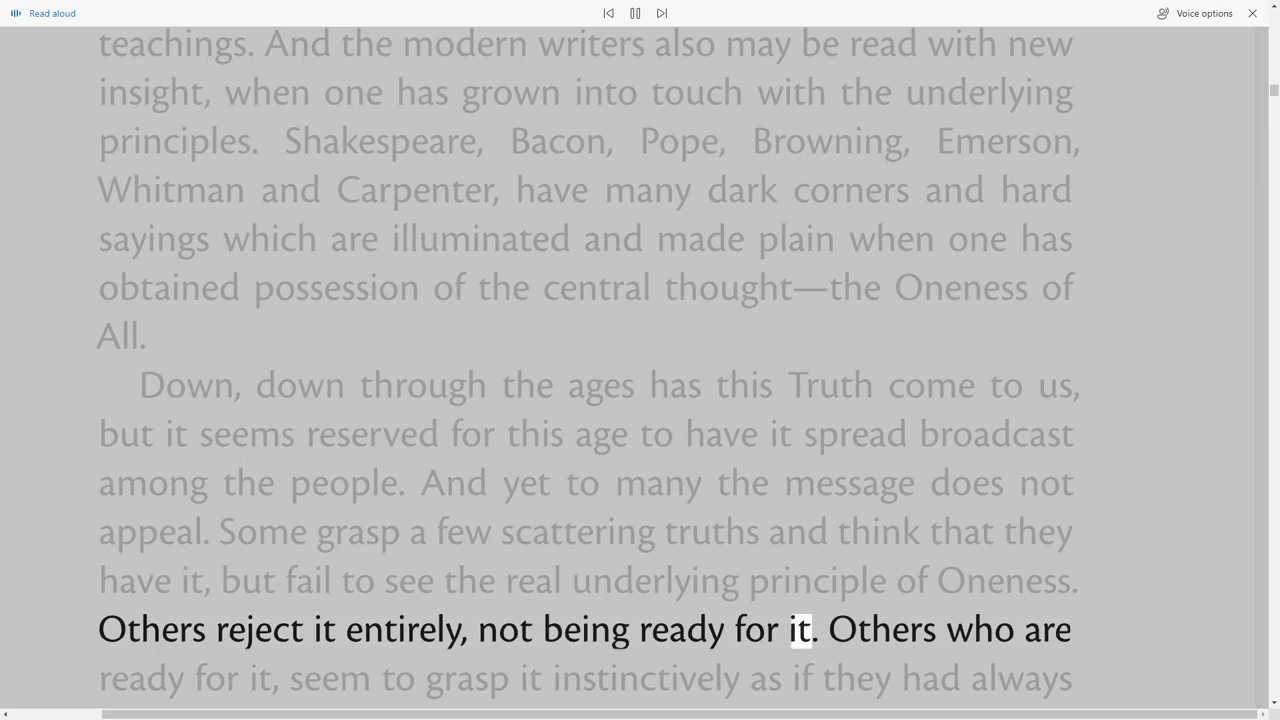 Read aloud
Voice options
teachings. And the modern writers also may be read with new
insight, when one has grown into touch with the underlying
principles. Shakespeare, Bacon, Pope, Browning, Emerson,
Whitman and Carpenter, have many dark corners and hard
sayings which are illuminated and made plain when one has
obtained possession of the central thought—the Oneness of
All.
Down, down through the ages has this Truth come to us,
but it seems reserved for this age to have it spread broadcast
among the people. And yet to many the message does not
appeal. Some grasp a few scattering truths and think that they
have it, but fail to see the real underlying principle of Oneness.
Others reject it entirely, not being ready for it. Others who are
ready for it, seem to grasp it instinctively as if they had always